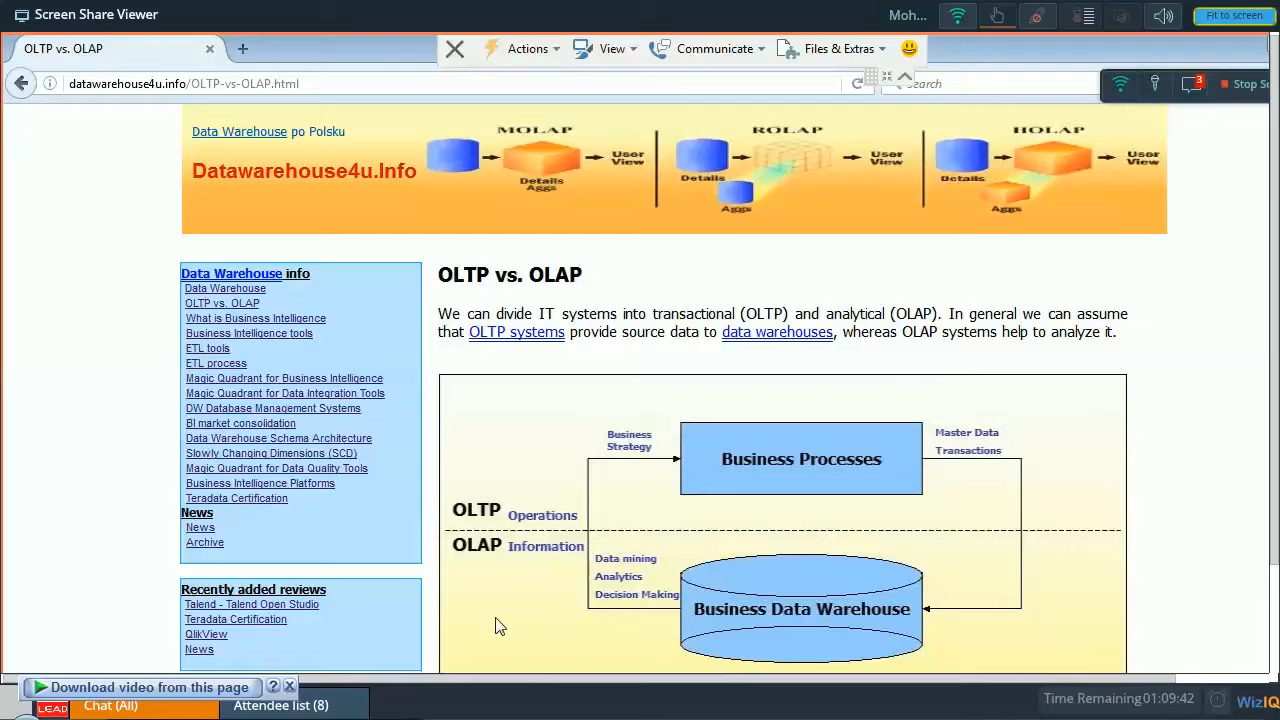 Screen Share Viewer
Moh...
Fit to screen
OLTP vs. OLAP
Actions
View
Communicate
Files & Extras
datawarehouse4u.info/OLTP-vs-OLAP.html
Search
3
Stop S
Data Warehouse po Polsku
Datawarehouse4u.Info
MOLAP
Details
Aggs
User
View
ROLAP
Details
Aggs
User
View
HOLAP
Details
Aggs
User
View
Data Warehouse info
Data Warehouse
OLTP vs. OLAP
What is Business Intelligence
Business Intelligence tools
ETL tools
ETL process
Magic Quadrant for Business Intelligence
Magic Quadrant for Data Integration Tools
DW Database Management Systems
BI market consolidation
Data Warehouse Schema Architecture
Slowly Changing Dimensions (SCD)
Magic Quadrant for Data Quality Tools
Business Intelligence Platforms
Teradata Certification
News
News
Archive
Recently added reviews
Talend - Talend Open Studio
Teradata Certification
QlikView
News
OLTP vs. OLAP
We can divide IT systems into transactional (OLTP) and analytical (OLAP). In general we can assume
that OLTP systems provide source data to data warehouses, whereas OLAP systems help to analyze it.
Business
Strategy
Business Processes
Master Data
Transactions
OLTP Operations
OLAP Information
Data mining
Analytics
Decision Making
Business Data Warehouse
Download video from this page
?
LEAD
Chat (All)
Attendee list (8)
Time Remaining 01:09:42
WizIQ